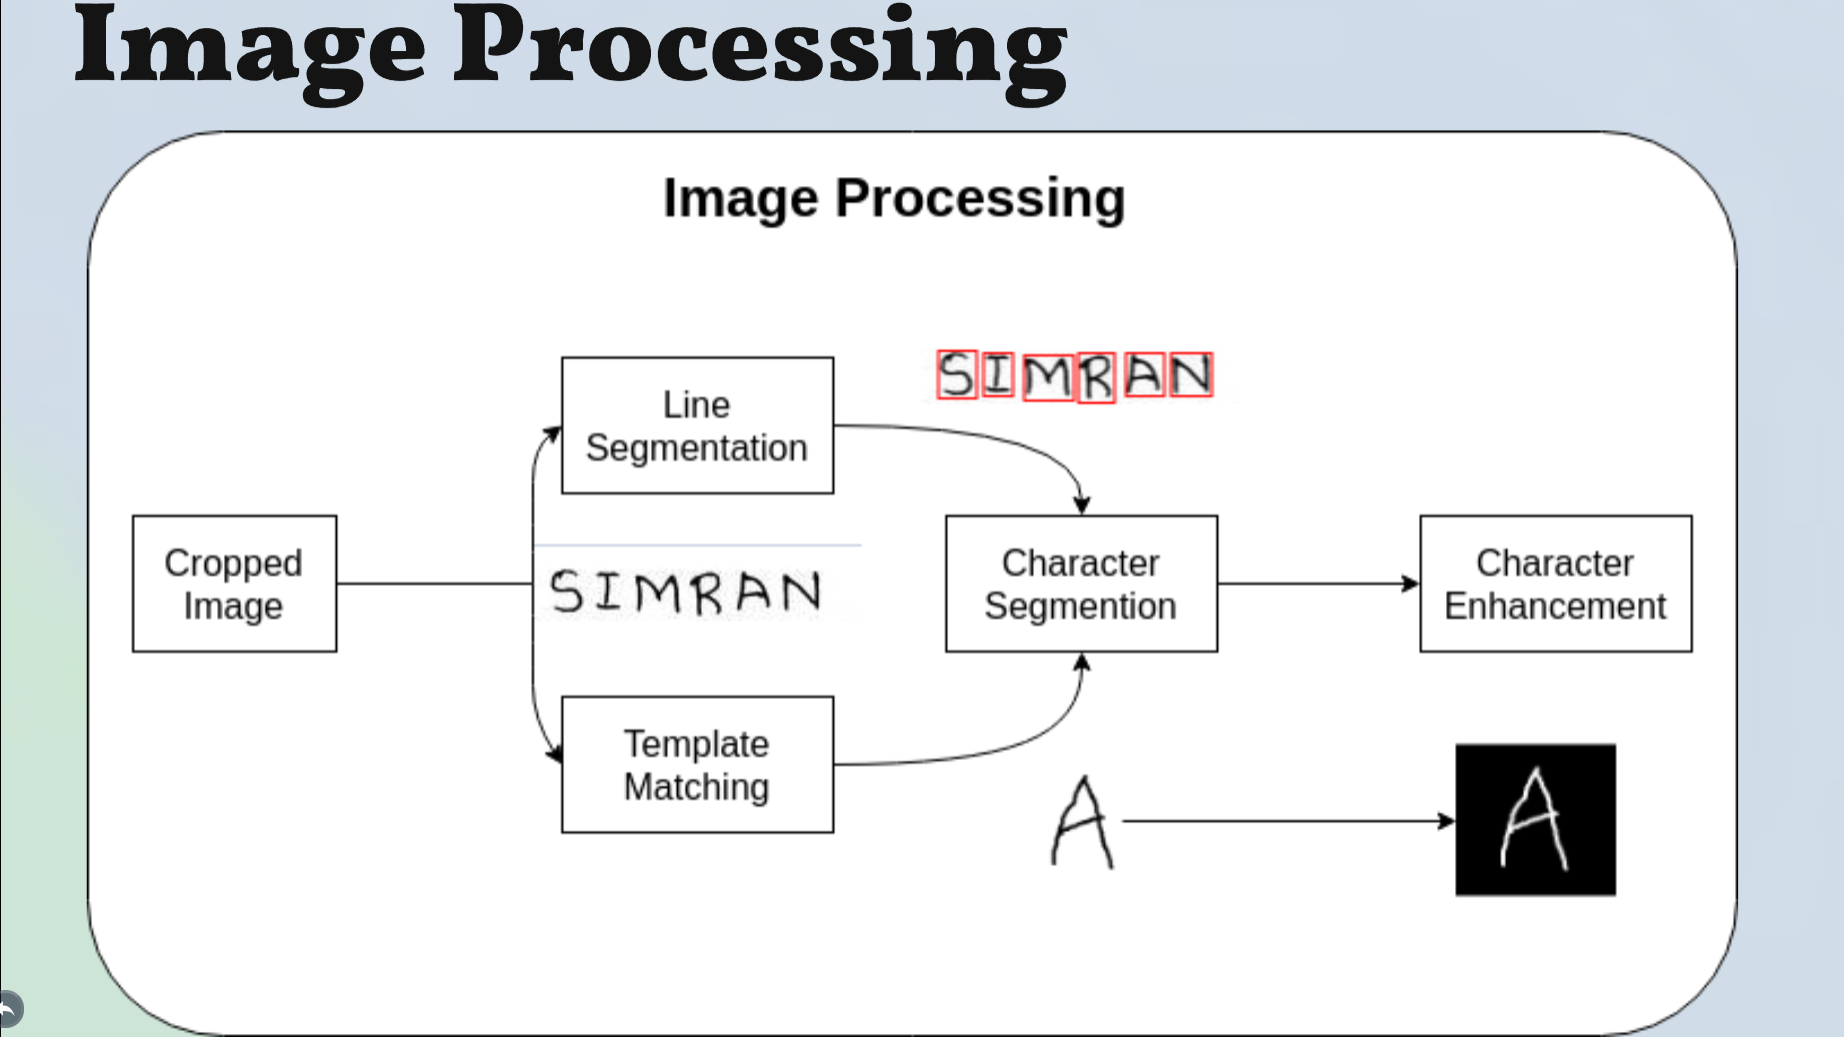 Image Processing
Image Processing
SIMRAN
Line
Segmentation
Cropped
Image
SIMRAN
Character
Segmention
Character
Enhancement
Template
Matching
A
A